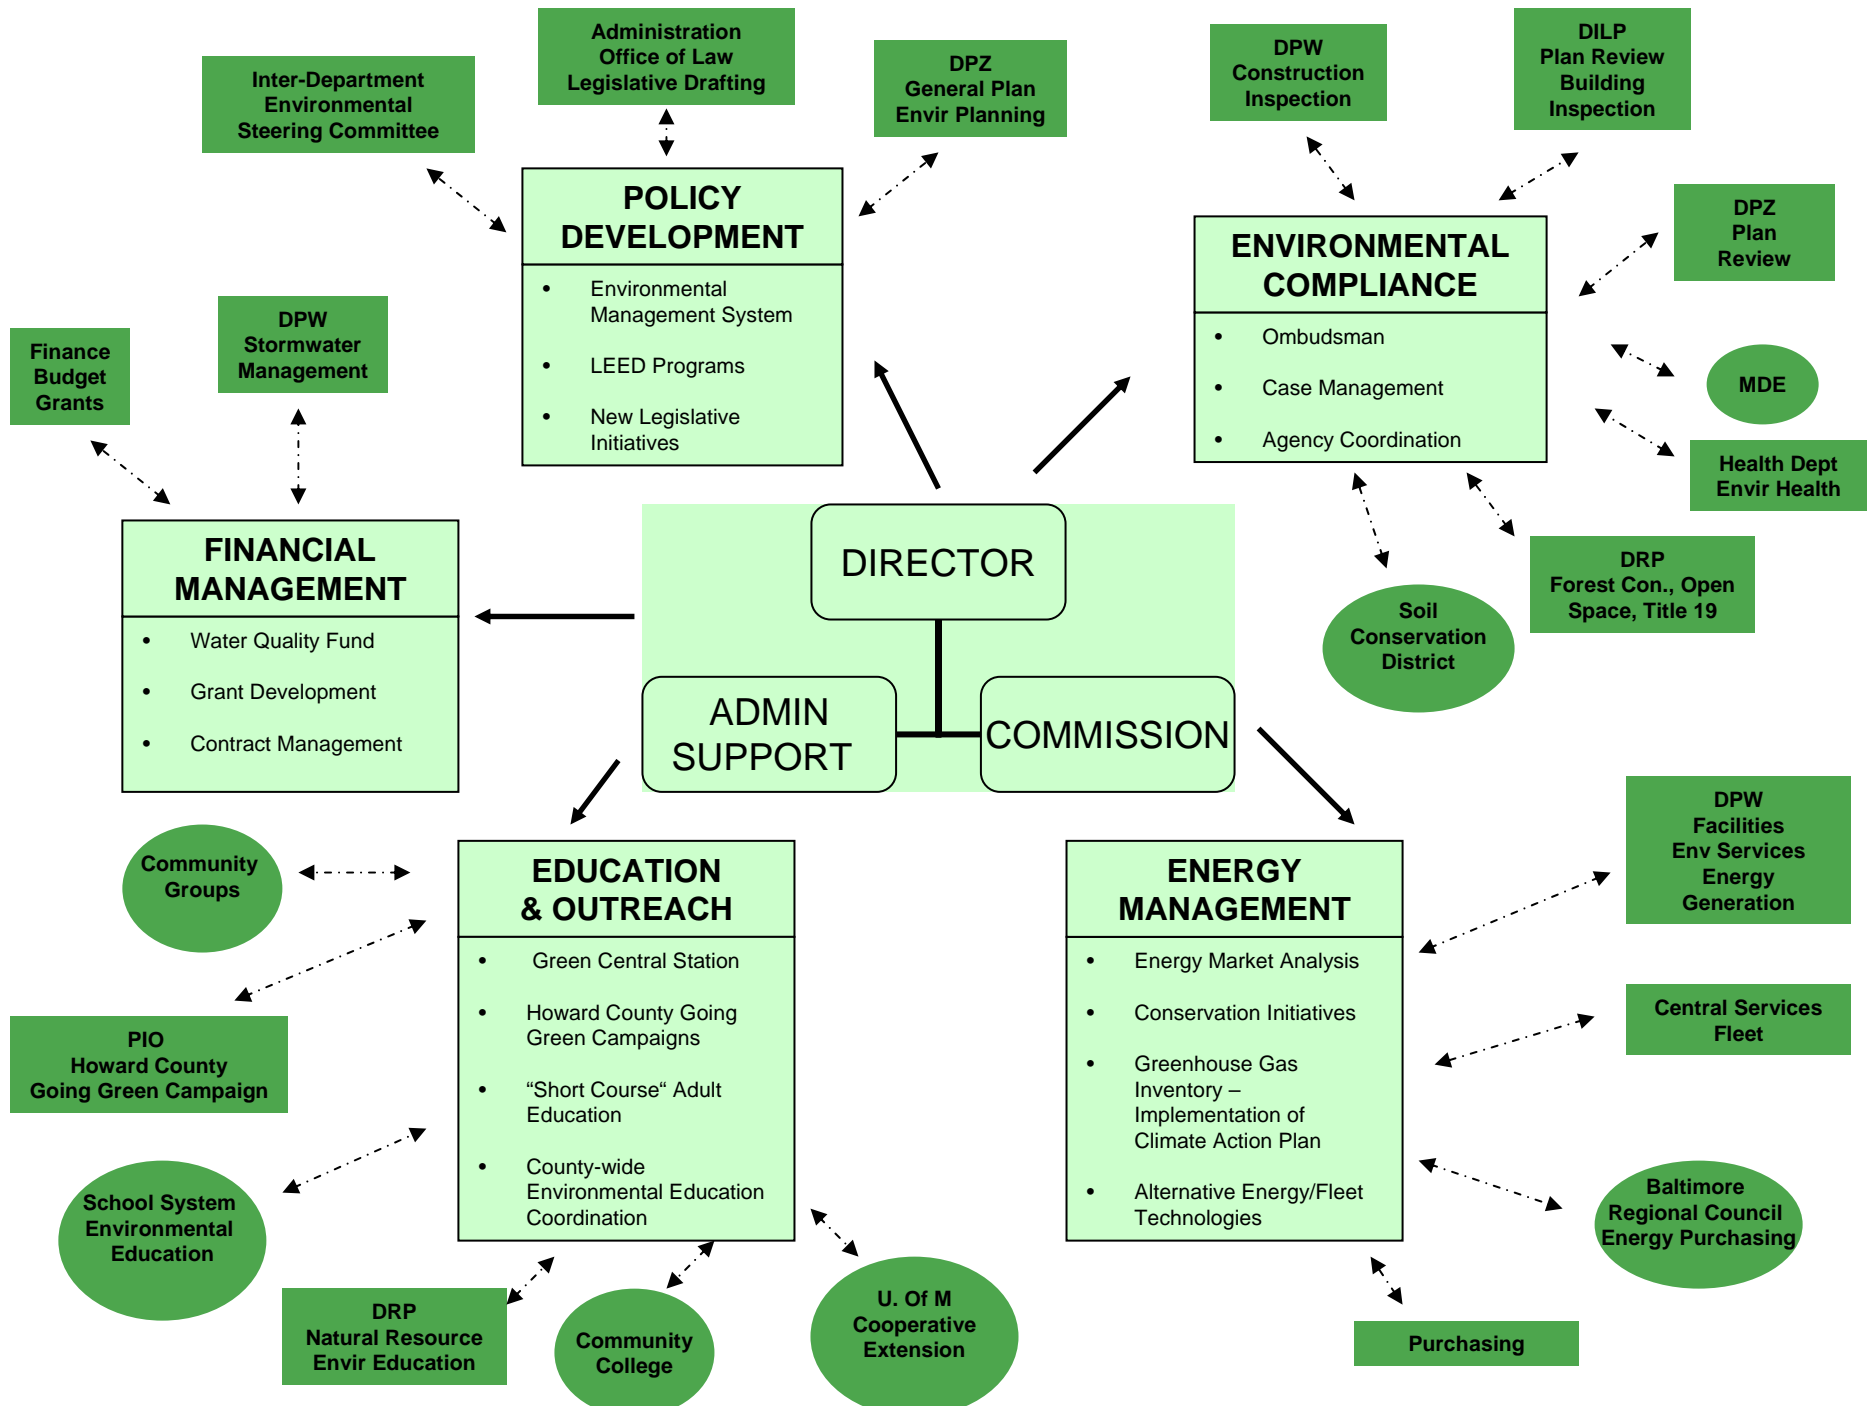 Inter-Department
Environmental
Steering Committee
Administration
Office of Law
Legislative Drafting
DPZ
General Plan
Envir Planning
DPW
Construction
Inspection
DILP
Plan Review
Building
Inspection
DPZ
Plan
Review
MDE
Health Dept
Envir Health
DRP
Forest Con., Open
Space, Title 19
Soil
Conservation
District
POLICY
DEVELOPMENT
• Environmental
Management System
• LEED Programs
• New Legislative
Initiatives
ENVIRONMENTAL
COMPLIANCE
• Ombudsman
• Case Management
• Agency Coordination
Finance
Budget
Grants
DPW
Stormwater
Management
FINANCIAL
MANAGEMENT
• Water Quality Fund
• Grant Development
• Contract Management
DIRECTOR
ADMIN
SUPPORT
COMMISSION
Community
Groups
PIO
Howard County
Going Green Campaign
School System
Environmental
Education
DRP
Natural Resource
Envir Education
Community
College
U. Of M
Cooperative
Extension
EDUCATION
& OUTREACH
• Green Central Station
• Howard County Going
Green Campaigns
• “Short Course“ Adult
Education
• County-wide
Environmental Education
Coordination
ENERGY
MANAGEMENT
• Energy Market Analysis
• Conservation Initiatives
• Greenhouse Gas
Inventory –
Implementation of
Climate Action Plan
• Alternative Energy/Fleet
Technologies
DPW
Facilities
Env Services
Energy
Generation
Central Services
Fleet
Baltimore
Regional Council
Energy Purchasing
Purchasing